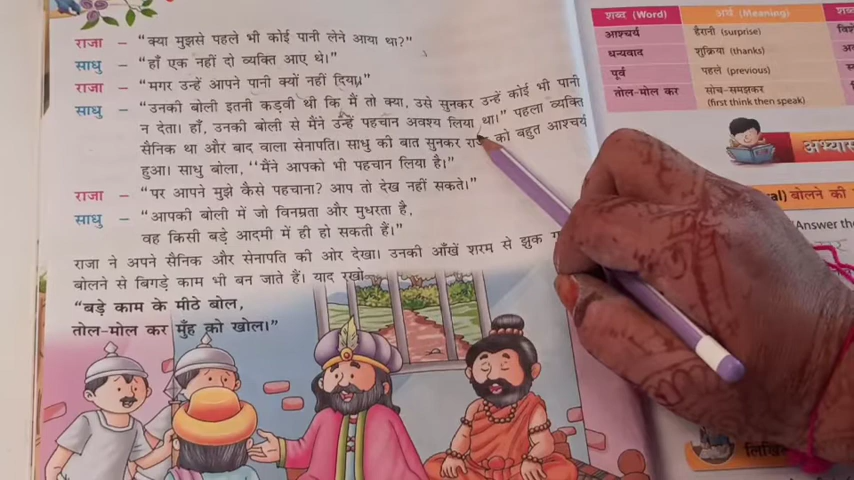 राजा – "क्या मुझसे पहले भी कोई पानी लेने आया था?"
साधु – "हाँ एक नहीं दो व्यक्ति आए थे।"
राजा – "मगर उन्हें आपने पानी क्यों नहीं दिया।"
साधु – "उनकी बोली इतनी कड़वी थी कि मैं तो क्या, उसे सुनकर उन्हें कोई भी पानी
न देता। हाँ, उनकी बोली से मैंने उन्हें पहचान अवश्य लिया था।" पहला व्यक्ति
सैनिक था और बाद वाला सेनापति। साधु की बात सुनकर को बहुत आश्चर्य
हुआ। साधु बोला, "मैंने आपको भी पहचान लिया है।"
राजा – "पर आपने मुझे कैसे पहचाना? आप तो देख नहीं सकते।"
साधु – "आपकी बोली में जो विनम्रता और मुधरता है,
वह किसी बड़े आदमी में ही हो सकती हैं।"
राजा ने अपने सैनिक और सेनापति की ओर देखा। उनकी आँखें शरम से झुक
बोलने से बिगड़े काम भी बन जाते हैं। याद रखो
"बड़े काम के मीठे बोल,
तोल-मोल कर मुँह को खोल।"
शब्द (Word) अर्थ (Meaning)
आश्चर्य हैरानी (surprise)
धन्यवाद शुक्रिया (thanks)
पूर्व पहले (previous)
तोल-मोल कर सोच-समझकर
(first think then speak)
अभ्यास
बोलने की
(Answer the